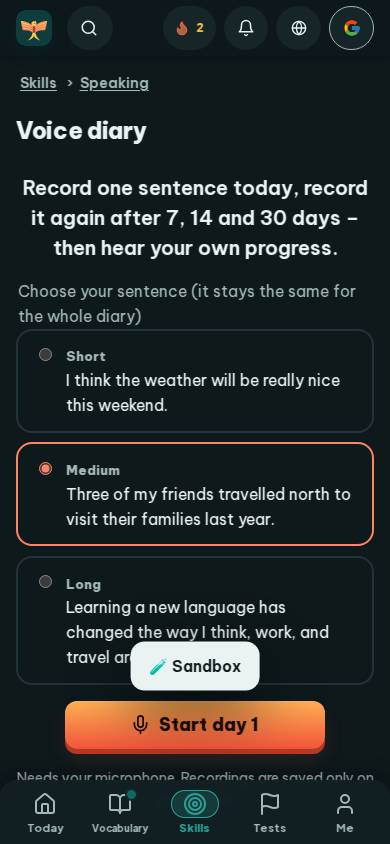 2
Skills > Speaking
Voice diary
Record one sentence today, record
it again after 7, 14 and 30 days –
then hear your own progress.
Choose your sentence (it stays the same for
the whole diary)
Short
I think the weather will be really nice
this weekend.
Medium
Three of my friends travelled north to
visit their families last year.
Long
Learning a new language has
changed the way I think, work, and
travel
Sandbox
Start day 1
Needs your microphone. Recordings are saved only on
Today
Vocabulary
Skills
Tests
Me